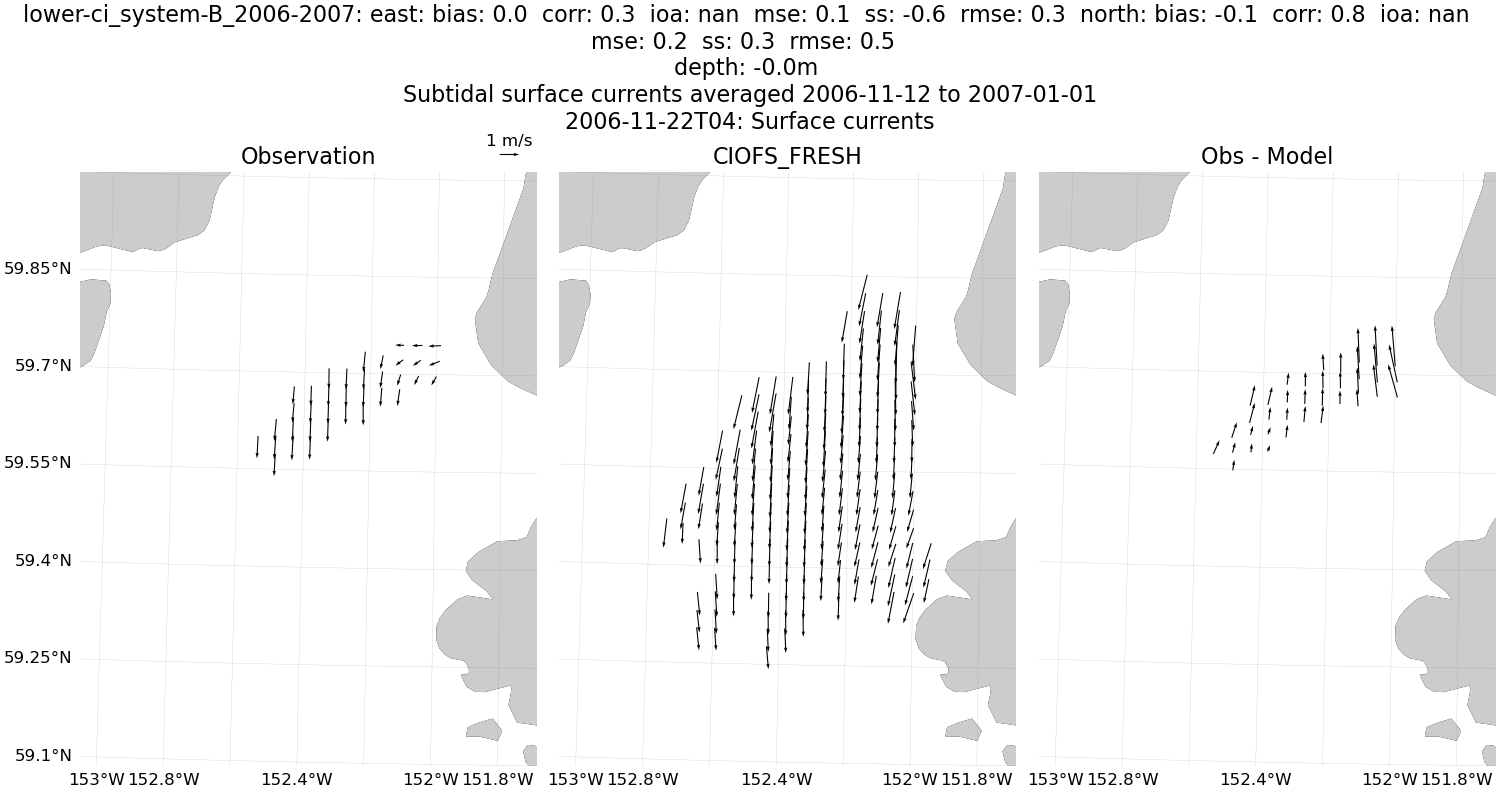 lower-ci_system-B_2006-2007: east: bias: 0.0  corr: 0.3  ioa: nan  mse: 0.1  ss: -0.6  rmse: 0.3  north: bias: -0.1  corr: 0.8  ioa: nan
mse: 0.2  ss: 0.3  rmse: 0.5
depth: -0.0m
Subtidal surface currents averaged 2006-11-12 to 2007-01-01
2006-11-22T04: Surface currents
1 m/s
Observation
CIOFS_FRESH
Obs - Model
59.85°N
59.7°N
59.55°N
59.4°N
59.25°N
59.1°N
153°W 152.8°W 152.4°W 152°W 151.8°W
153°W 152.8°W 152.4°W 152°W 151.8°W
153°W 152.8°W 152.4°W 152°W 151.8°W